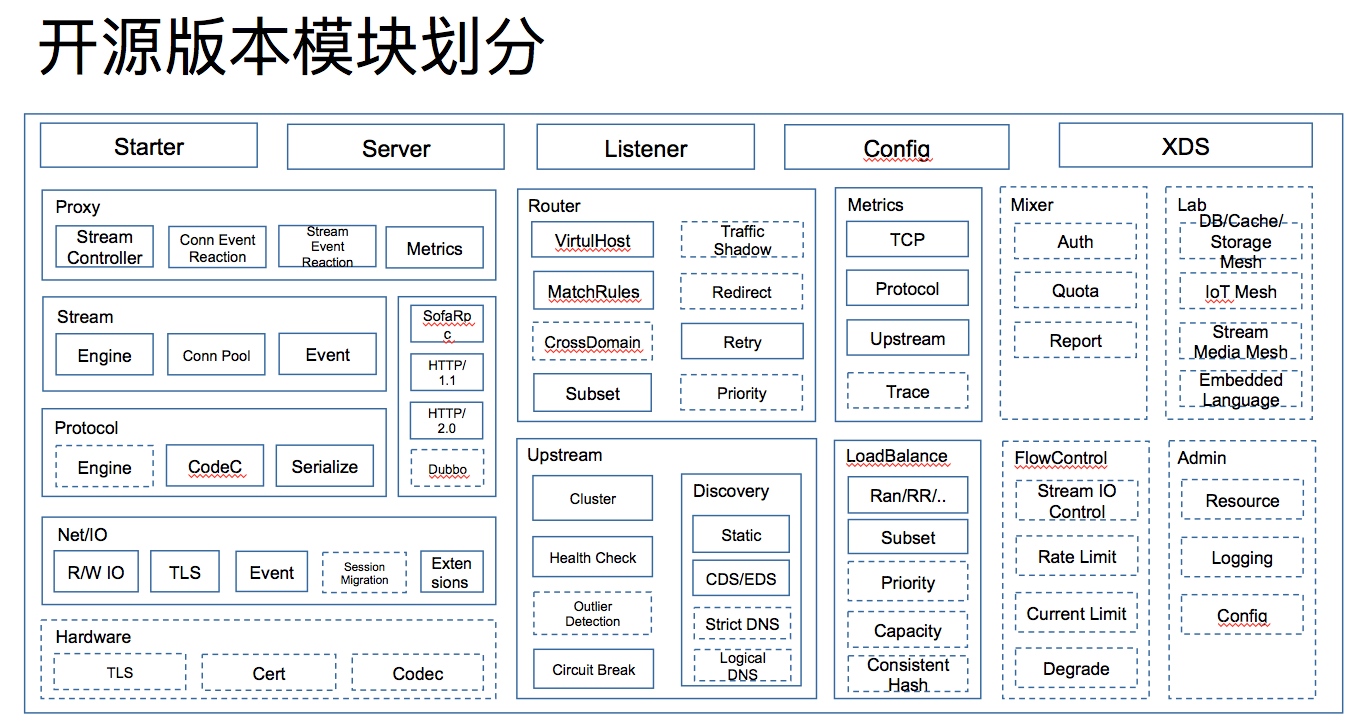 开源版本模块划分
Starter
Server
Listener
Config
XDS
Proxy
Stream
Controller
Conn Event
Reaction
Stream
Event
Reaction
Metrics
Stream
Engine
Conn Pool
Event
Protocol
Engine
CodeC
Serialize
SofaRp
c
HTTP/
1.1
HTTP/
2.0
Dubbo
Net/IO
R/W IO
TLS
Event
Session
Migration
Exten
sions
Hardware
TLS
Cert
Codec
Router
VirtulHost
Traffic
Shadow
MatchRules
Redirect
CrossDomain
Retry
Subset
Priority
Upstream
Cluster
Health Check
Outlier
Detection
Circuit Break
Discovery
Static
CDS/EDS
Strict DNS
Logical
DNS
Metrics
TCP
Protocol
Upstream
Trace
LoadBalance
Ran/RR/..
Subset
Priority
Capacity
Consistent
Hash
Mixer
Auth
Quota
Report
FlowControl
Stream IO
Control
Rate Limit
Current Limit
Degrade
Lab
DB/Cache/
Storage
Mesh
IoT Mesh
Stream
Media Mesh
Embedded
Language
Admin
Resource
Logging
Config